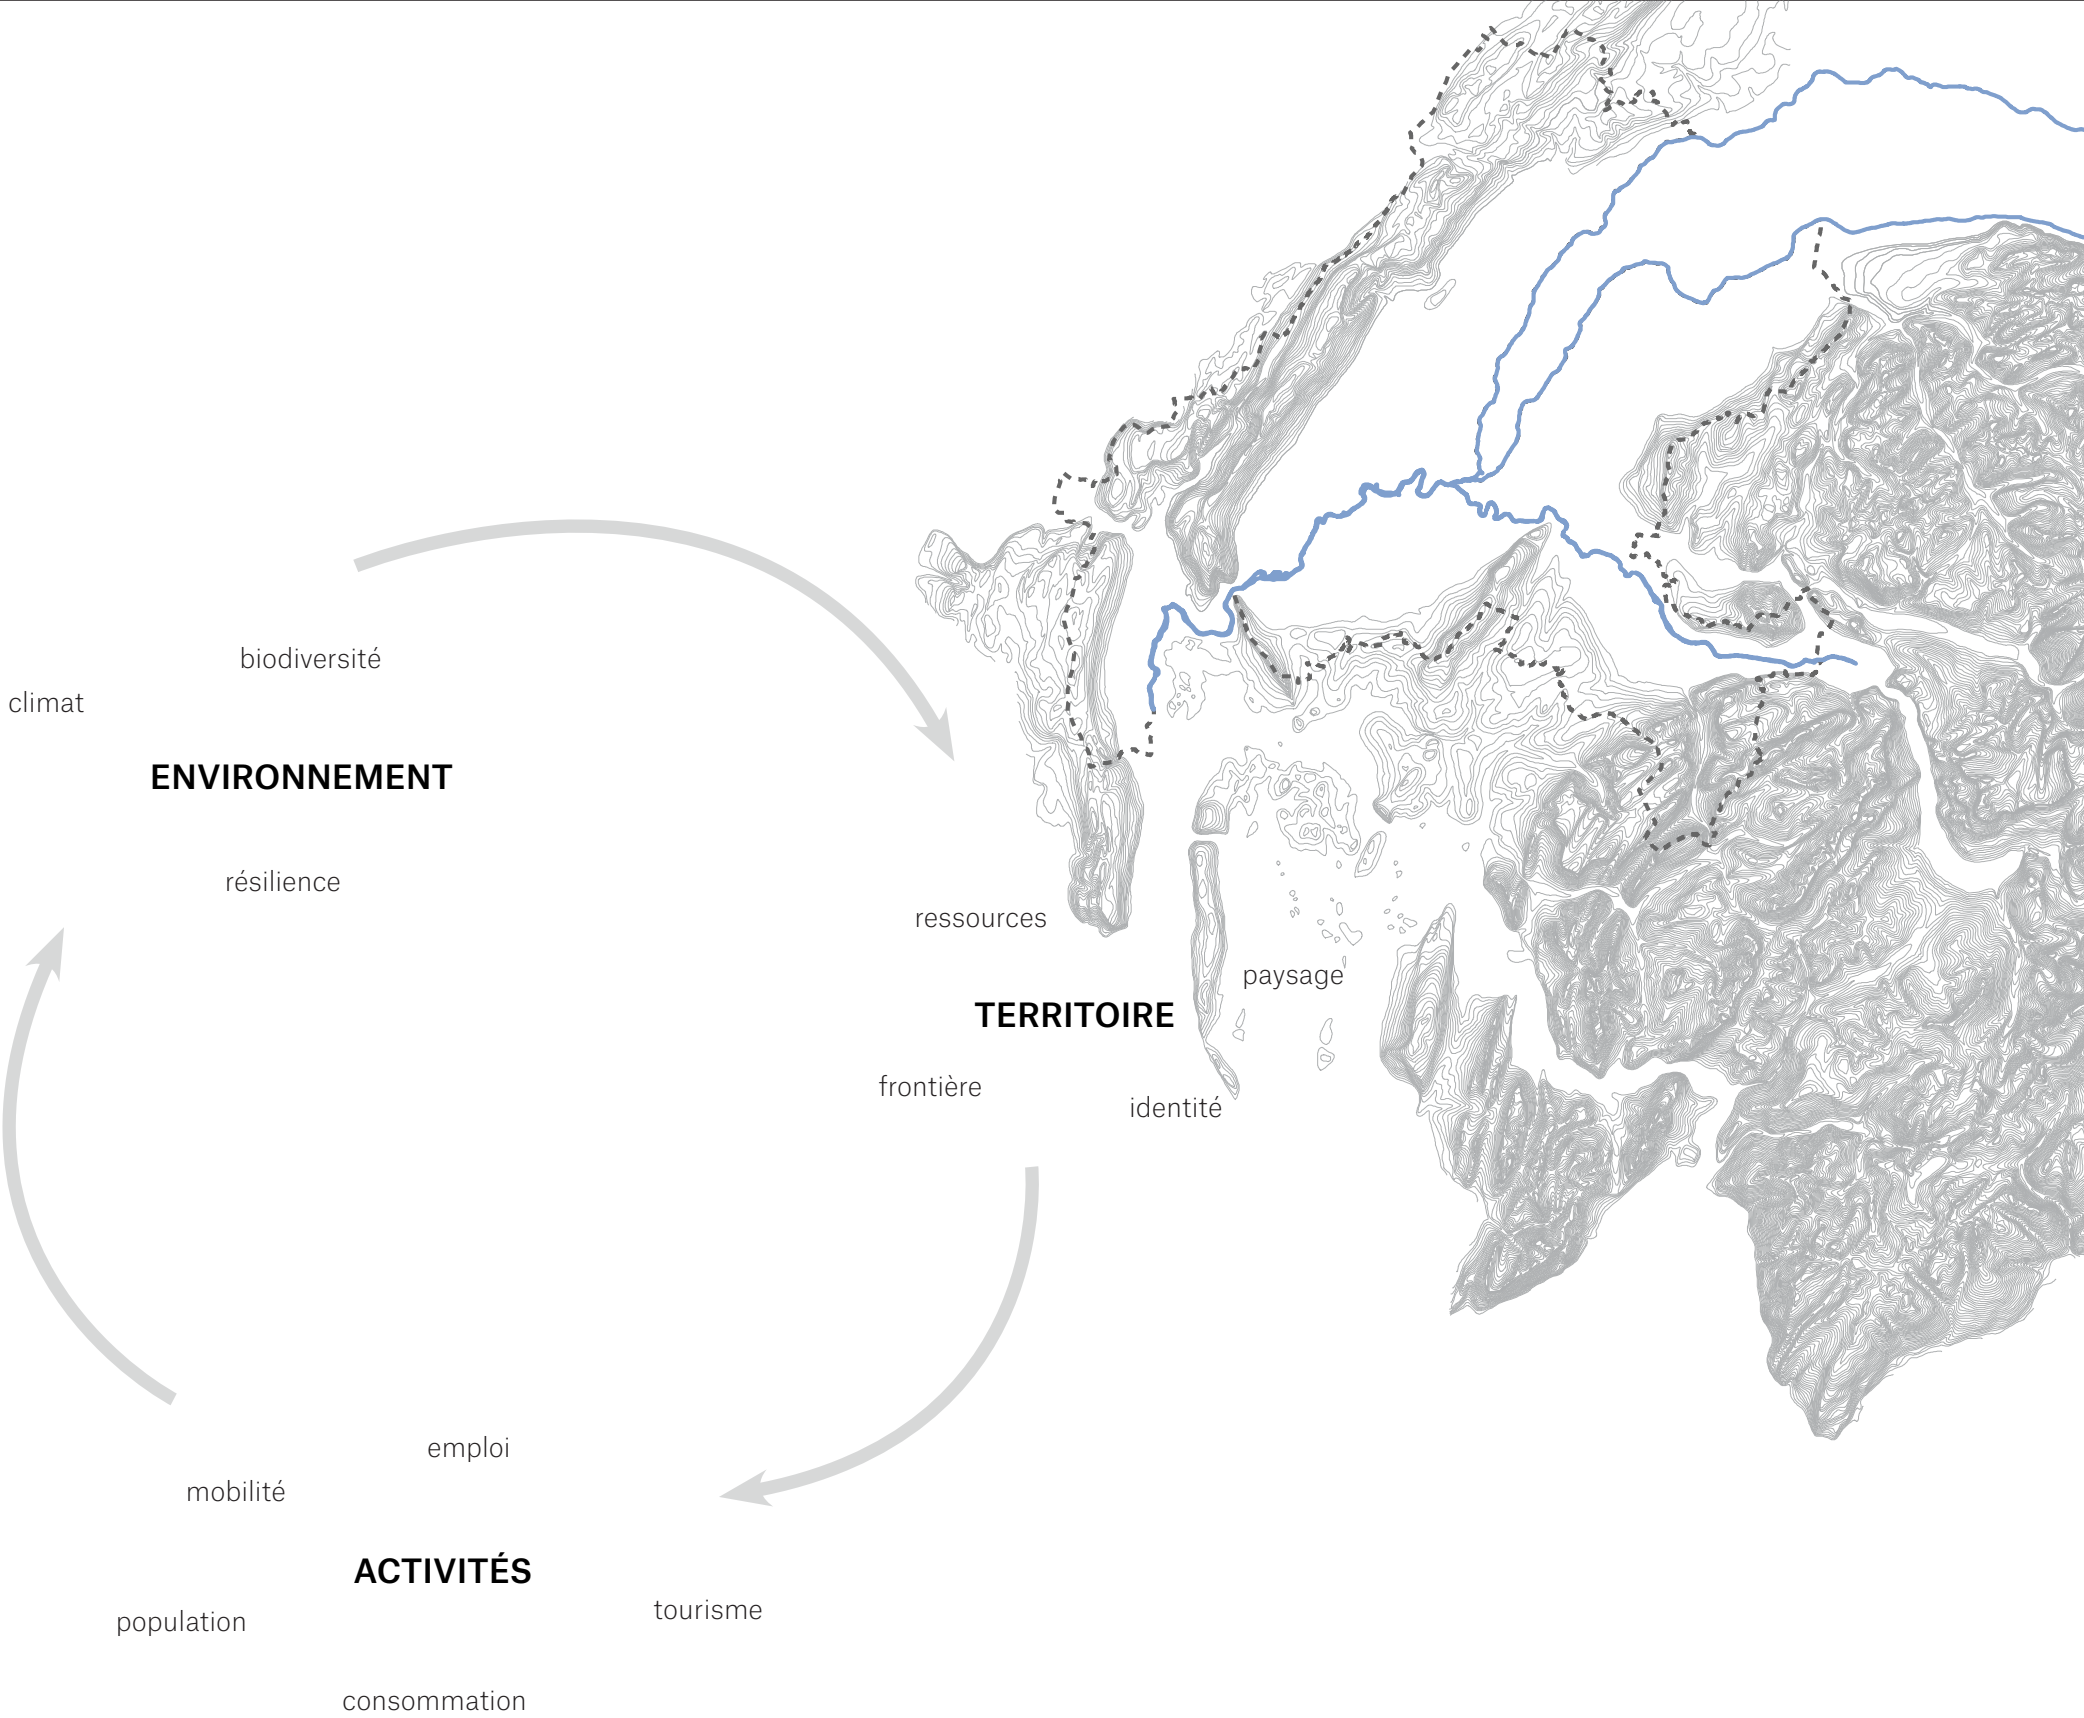 biodiversité
climat
ENVIRONNEMENT
résilience
ressources
paysage
TERRITOIRE
frontière
identité
emploi
mobilité
ACTIVITÉS
tourisme
population
consommation